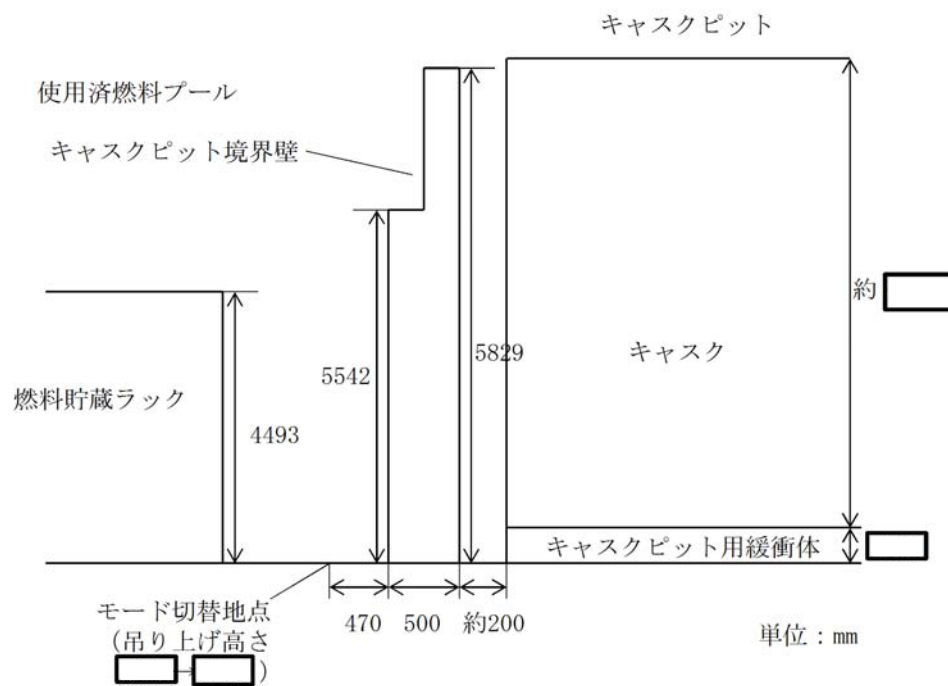 キャスクピット
使用済燃料プール
キャスクピット境界壁
約
5829
キャスク
5542
燃料貯蔵ラック
4493
キャスクピット用緩衝体
モード切替地点
(吊り上げ高さ
→
)
470
500
約200
単位：mm